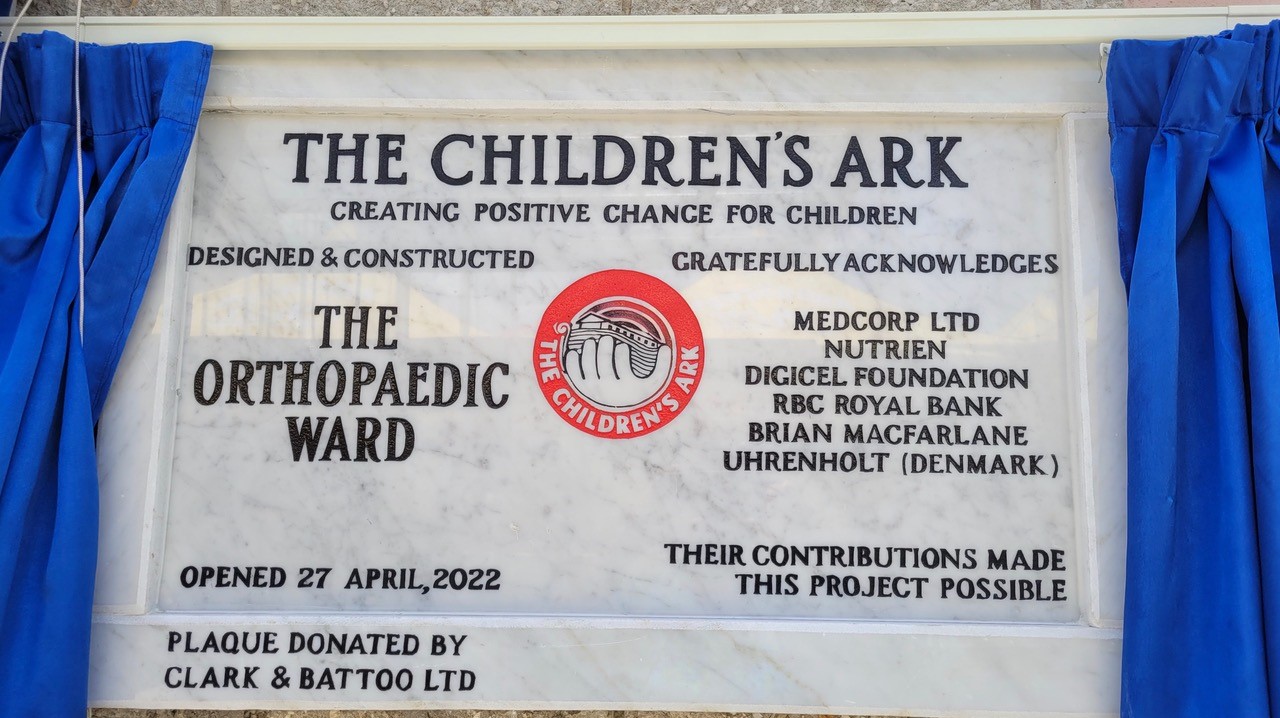 THE CHILDREN'S ARK
CREATING POSITIVE CHANGE FOR CHILDREN
DESIGNED & CONSTRUCTED
THE
ORTHOPAEDIC
WARD
OPENED 27 APRIL,2022
THE CHILDREN'S ARK
GRATEFULLY ACKNOWLEDGES
MEDCORP LTD
NUTRIEN
DIGICEL FOUNDATION
RBC ROYAL BANK
BRIAN MACFARLANE
UHRENHOLT (DENMARK)
THEIR CONTRIBUTIONS MADE
THIS PROJECT POSSIBLE
PLAQUE DONATED BY
CLARK & BATTOO LTD